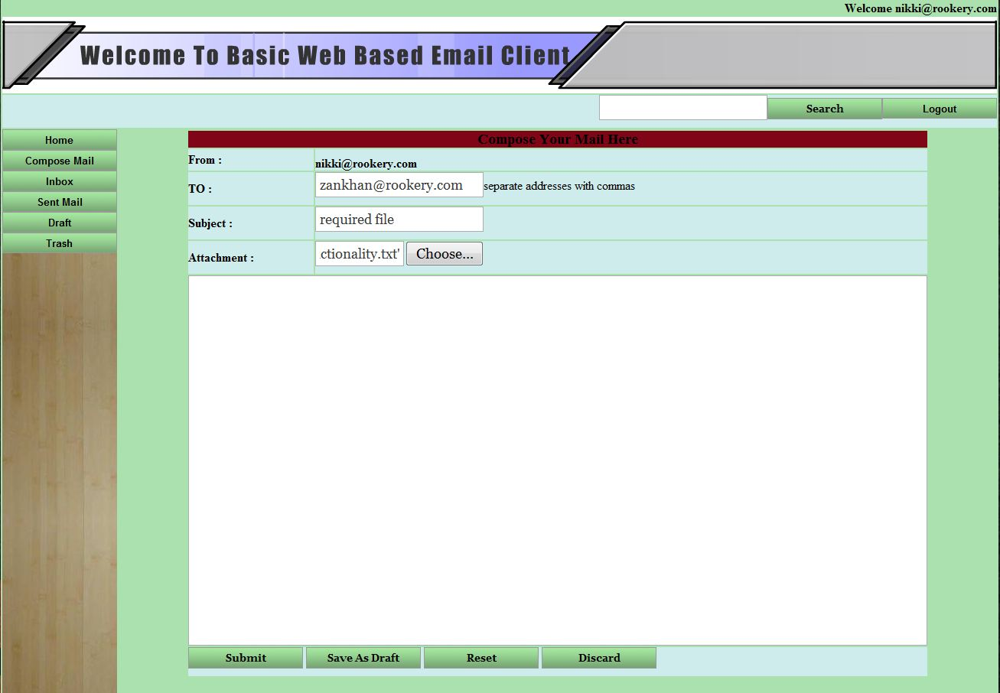 Welcome nikki@rookery.com
Welcome To Basic Web Based Email Client
Search Logout
Home
Compose Mail
Inbox
Sent Mail
Draft
Trash
Compose Your Mail Here
From : nikki@rookery.com
TO : zankhan@rookery.com separate addresses with commas
Subject : required file
Attachment : ctionality.txt' Choose...
Submit Save As Draft Reset Discard